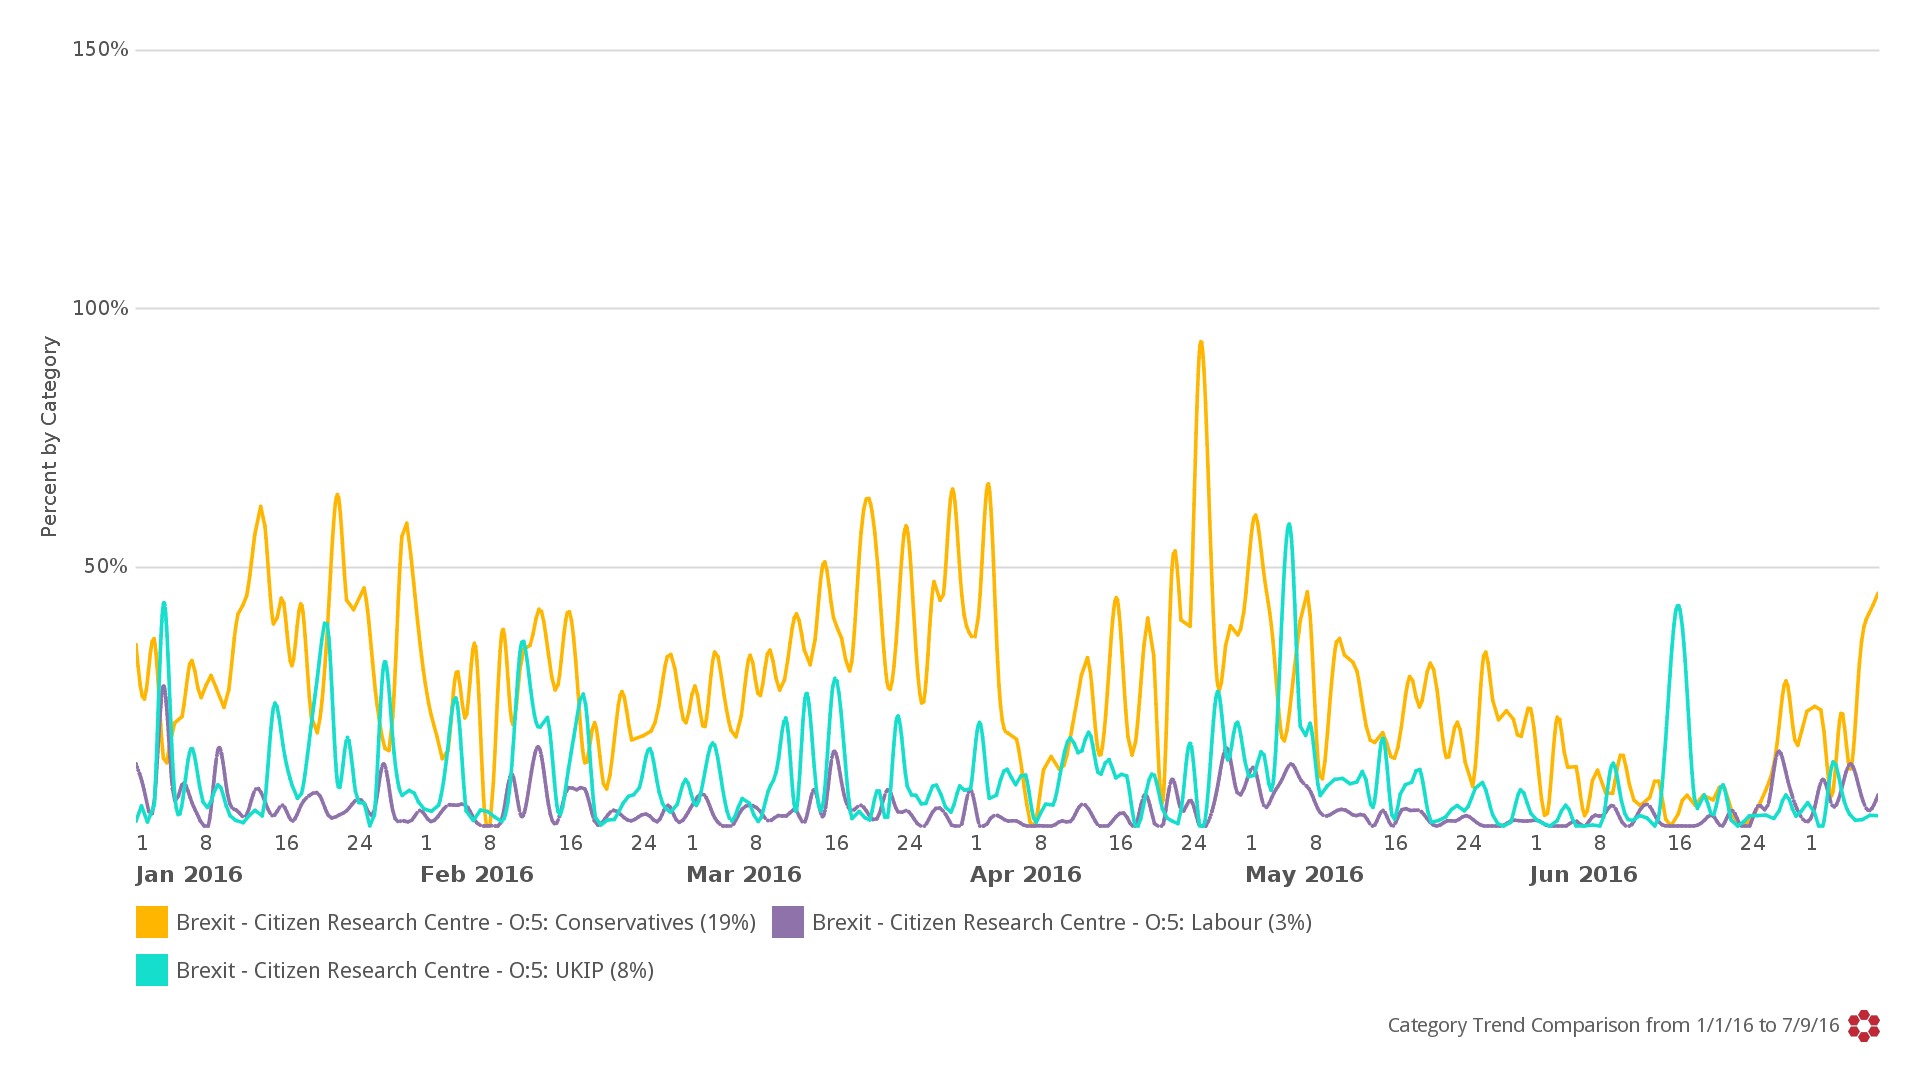 150%
100%
50%
Percent by Category
1 8 16 24 1 8 16 24 1 8 16 24 1 8 16 24 1 8 16 24 1 8 16 24 1
Jan 2016 Feb 2016 Mar 2016 Apr 2016 May 2016 Jun 2016
Brexit - Citizen Research Centre - O:5: Conservatives (19%) Brexit - Citizen Research Centre - O:5: Labour (3%)
Brexit - Citizen Research Centre - O:5: UKIP (8%)
Category Trend Comparison from 1/1/16 to 7/9/16